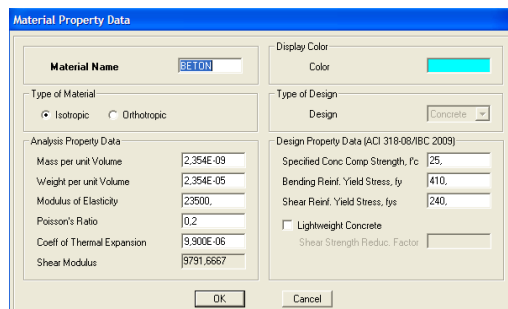 Material Property Data
Material Name BETON
Display Color
Color
Type of Material
Isotropic Orthotropic
Type of Design
Design Concrete
Analysis Property Data
Mass per unit Volume 2,354E-09
Weight per unit Volume 2,354E-05
Modulus of Elasticity 23500,
Poisson's Ratio 0,2
Coeff of Thermal Expansion 9,900E-06
Shear Modulus 9791,6667
Design Property Data (ACI 318-08/IBC 2009)
Specified Conc Comp Strength, f'c 25,
Bending Reinf. Yield Stress, fy 410,
Shear Reinf. Yield Stress, fys 240,
Lightweight Concrete
Shear Strength Reduc. Factor
OK Cancel